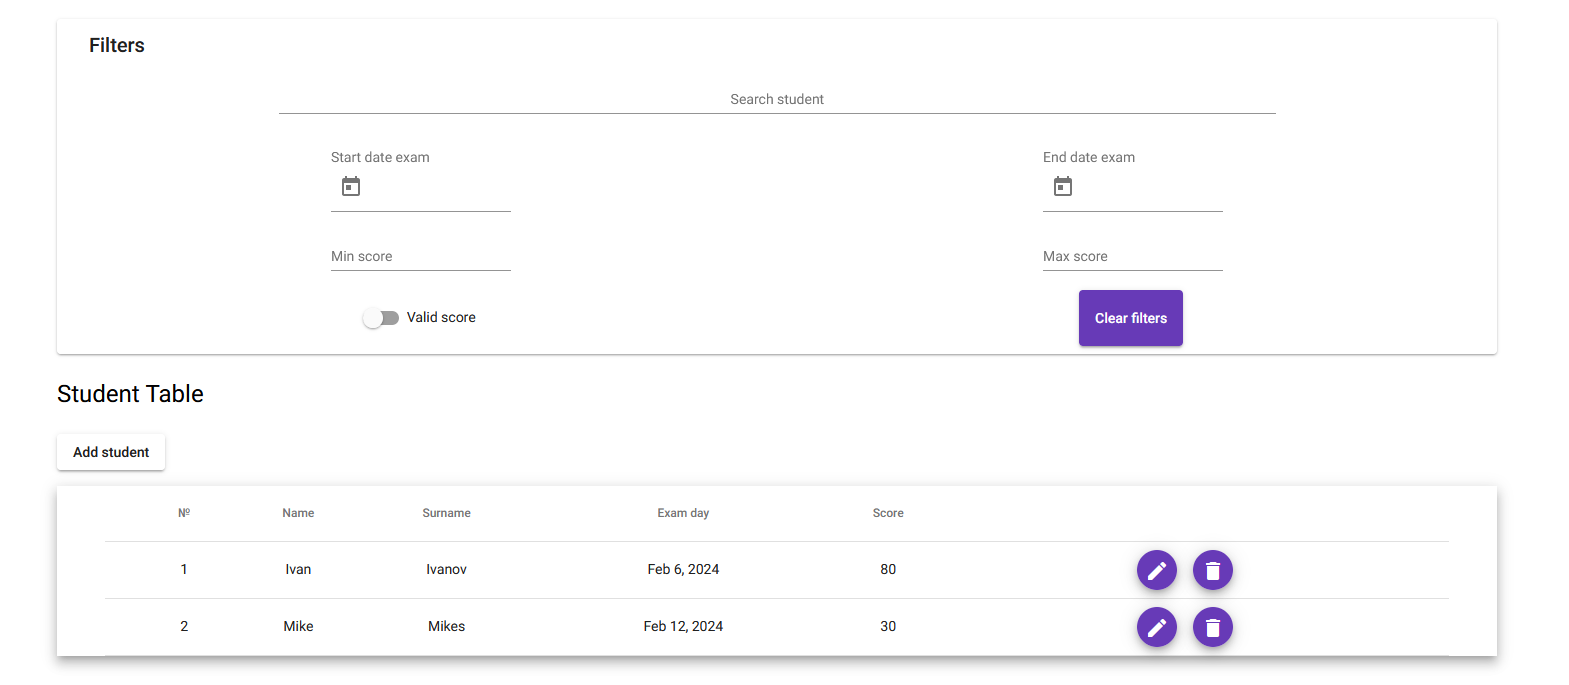 Filters
Search student
Start date exam
End date exam
Min score
Max score
Valid score
Clear filters
Student Table
Add student
№ Name Surname Exam day Score
1 Ivan Ivanov Feb 6, 2024 80
2 Mike Mikes Feb 12, 2024 30